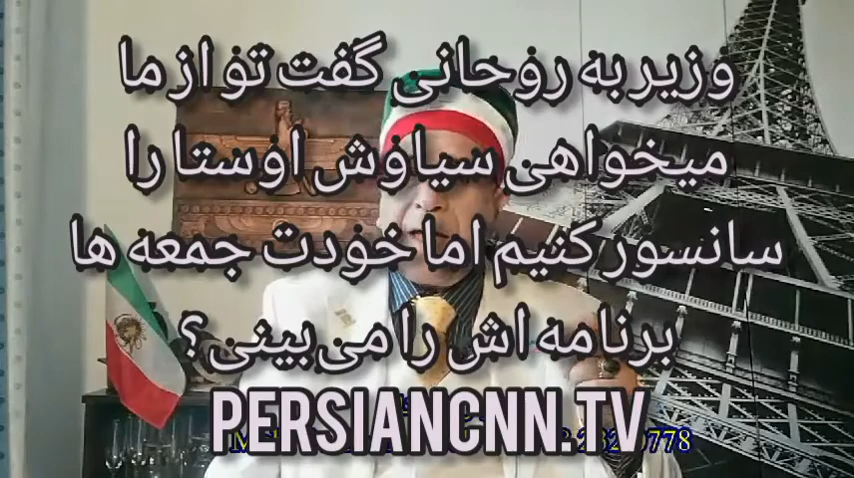 وزیر به روحانی گفت تو از ما
میخواهی سیاوش اوستا را
سانسور کنیم اما خودت جمعه ها
برنامه اش را می بینی؟
PERSIANCNN.TV